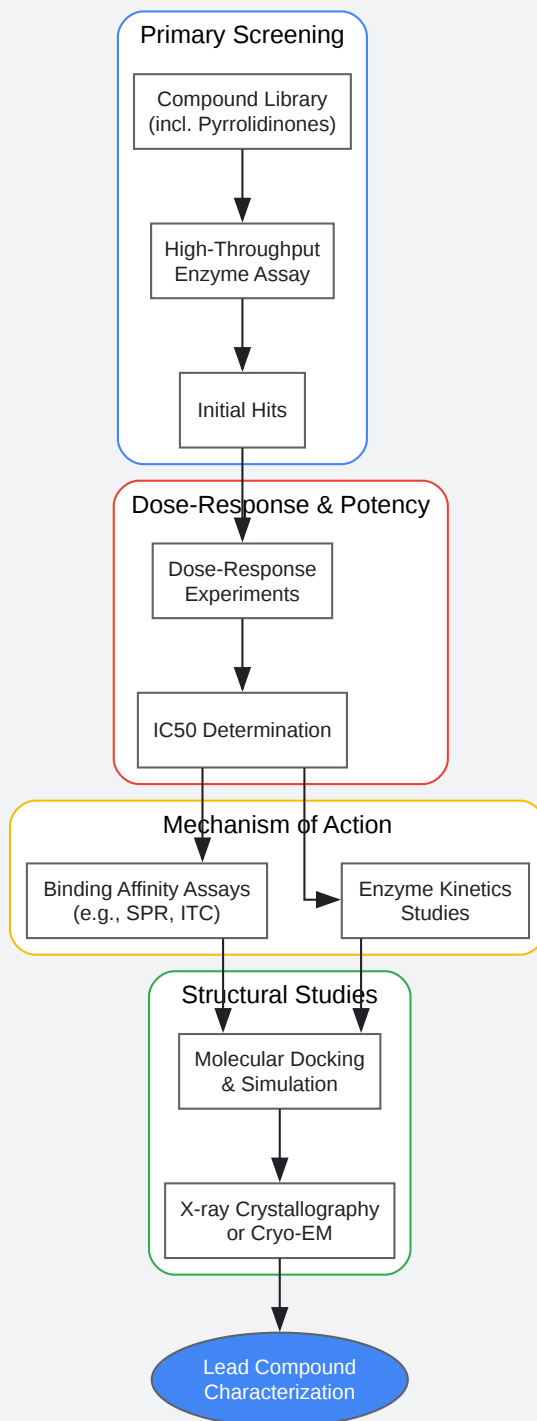 Primary Screening
Compound Library
(incl. Pyrrolidinones)
High-Throughput
Enzyme Assay
Initial Hits
Dose-Response & Potency
Dose-Response
Experiments
IC50 Determination
Mechanism of Action
Binding Affinity Assays
(e.g., SPR, ITC)
Enzyme Kinetics
Studies
Structural Studies
Molecular Docking
& Simulation
X-ray Crystallography
or Cryo-EM
Lead Compound
Characterization